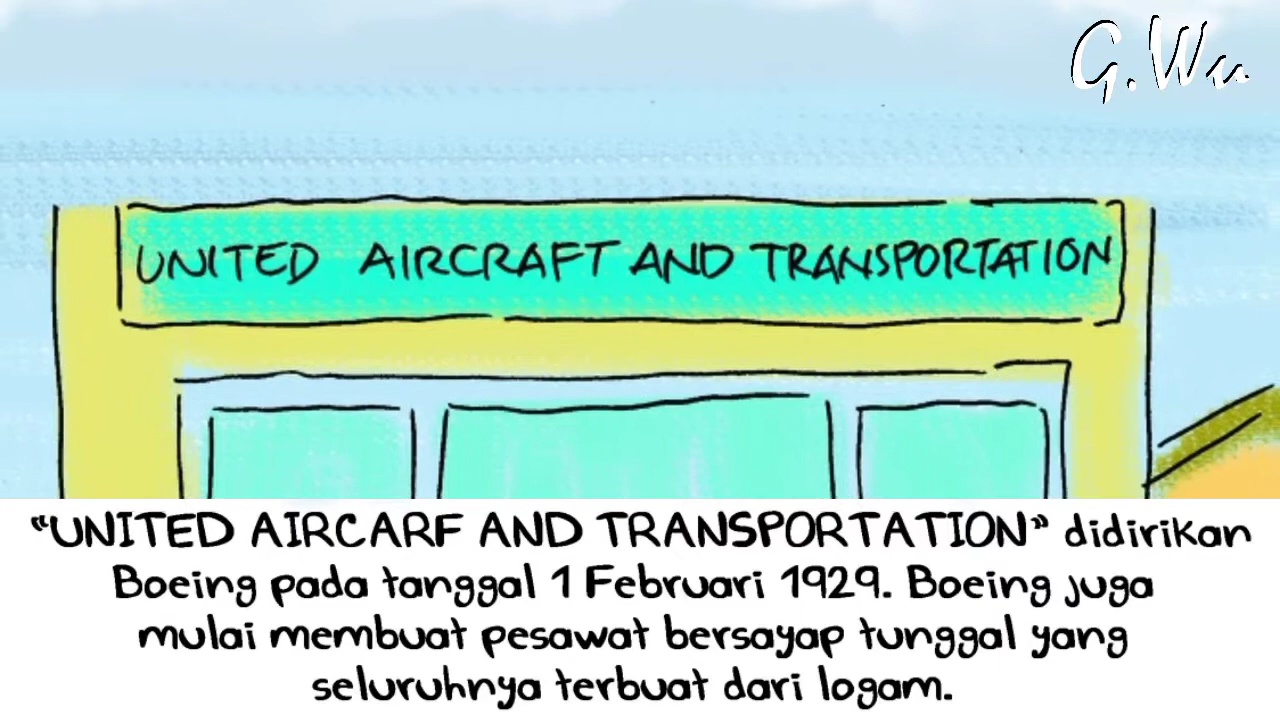 G.Wu
UNITED AIRCRAFT AND TRANSPORTATION
"UNITED AIRCARF AND TRANSPORTATION" didirikan
Boeing pada tanggal 1 Februari 1929. Boeing juga
mulai membuat pesawat bersayap tunggal yang
seluruhnya terbuat dari logam.